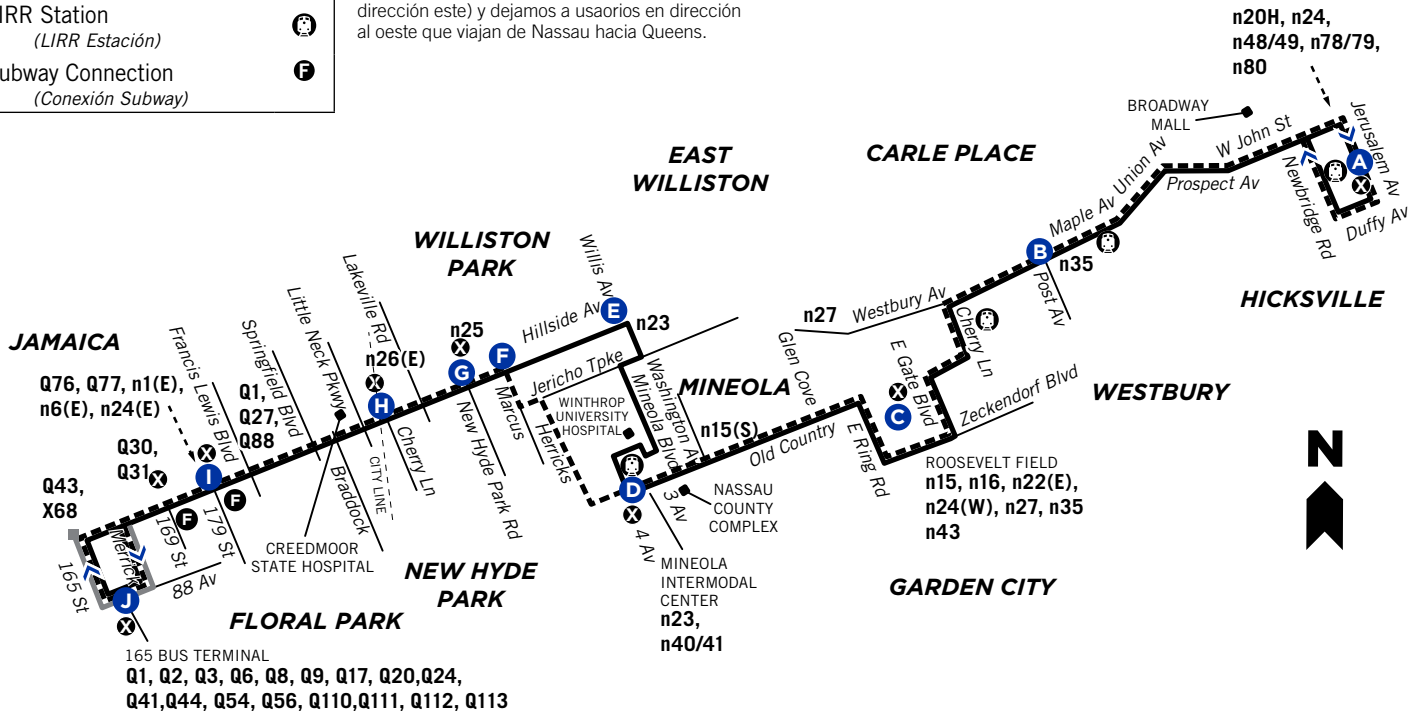 IRR Station
(LIRR Estación)
ubway Connection
(Conexión Subway)
F
dirección este) y dejamos a usaorios en dirección
al oeste que viajan de Nassau hacia Queens.
n20H, n24,
n48/49, n78/79,
n80
BROADWAY
MALL
W John St
Jerusalem Av
A
X
Newbridge Rd
Duffy Av
Union Av
Prospect Av
Maple Av
EAST
WILLISTON
CARLE PLACE
B
n35
Post Av
HICKSVILLE
WILLISTON
PARK
Willis Av
E
n23
Hillside Av
n27
Westbury Av
Cherry Ln
Glen Cove
E Gate Blvd
X
C
Zeckendorf Blvd
WESTBURY
JAMAICA
Francis Lewis Blvd
Springfield Blvd
Little Neck Pkwy
Lakeville Rd
n25
X
G
F
n26(E)
X
H
Jericho Tpke
Washington Av
MINEOLA
Mineola Blvd
WINTHROP
UNIVERSITY
HOSPITAL
n15(S)
Old Country
E Ring Rd
Q76, Q77, n1(E),
n6(E), n24(E)
Q1,
Q27,
Q88
Q30,
Q31
X
X
I
F
F
Q43,
X68
Marcus
Herricks
New Hyde Park Rd
Cherry Ln
CITY LINE
Braddock
CREEDMOOR
STATE HOSPITAL
D
X
4 Av
3 Av
NASSAU
COUNTY
COMPLEX
ROOSEVELT FIELD
n15, n16, n22(E),
n24(W), n27, n35
n43
N
165 St
Merrick
169 St
179 St
88 Av
J
X
NEW HYDE
PARK
FLORAL PARK
MINEOLA
INTERMODAL
CENTER
n23,
n40/41
GARDEN CITY
165 BUS TERMINAL
Q1, Q2, Q3, Q6, Q8, Q9, Q17, Q20,Q24,
Q41,Q44, Q54, Q56, Q110,Q111, Q112, Q113